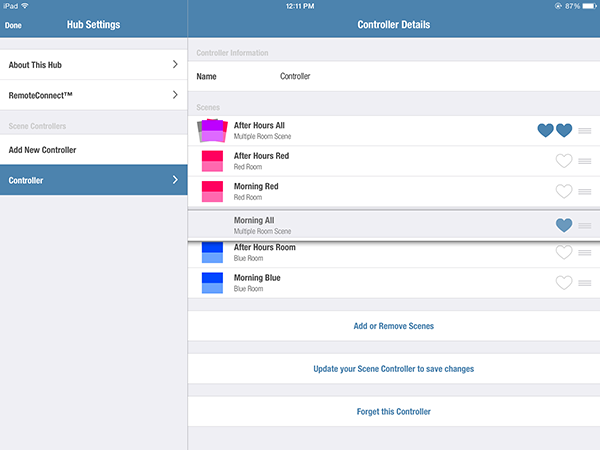 iPad 12:11 PM 87%
Done Hub Settings Controller Details
About This Hub
RemoteConnect™
Scene Controllers
Add New Controller
Controller
Controller Information
Name Controller
Scenes
After Hours All
Multiple Room Scene
After Hours Red
Red Room
Morning Red
Red Room
Morning All
Multiple Room Scene
After Hours Room
Blue Room
Morning Blue
Blue Room
Add or Remove Scenes
Update your Scene Controller to save changes
Forget this Controller